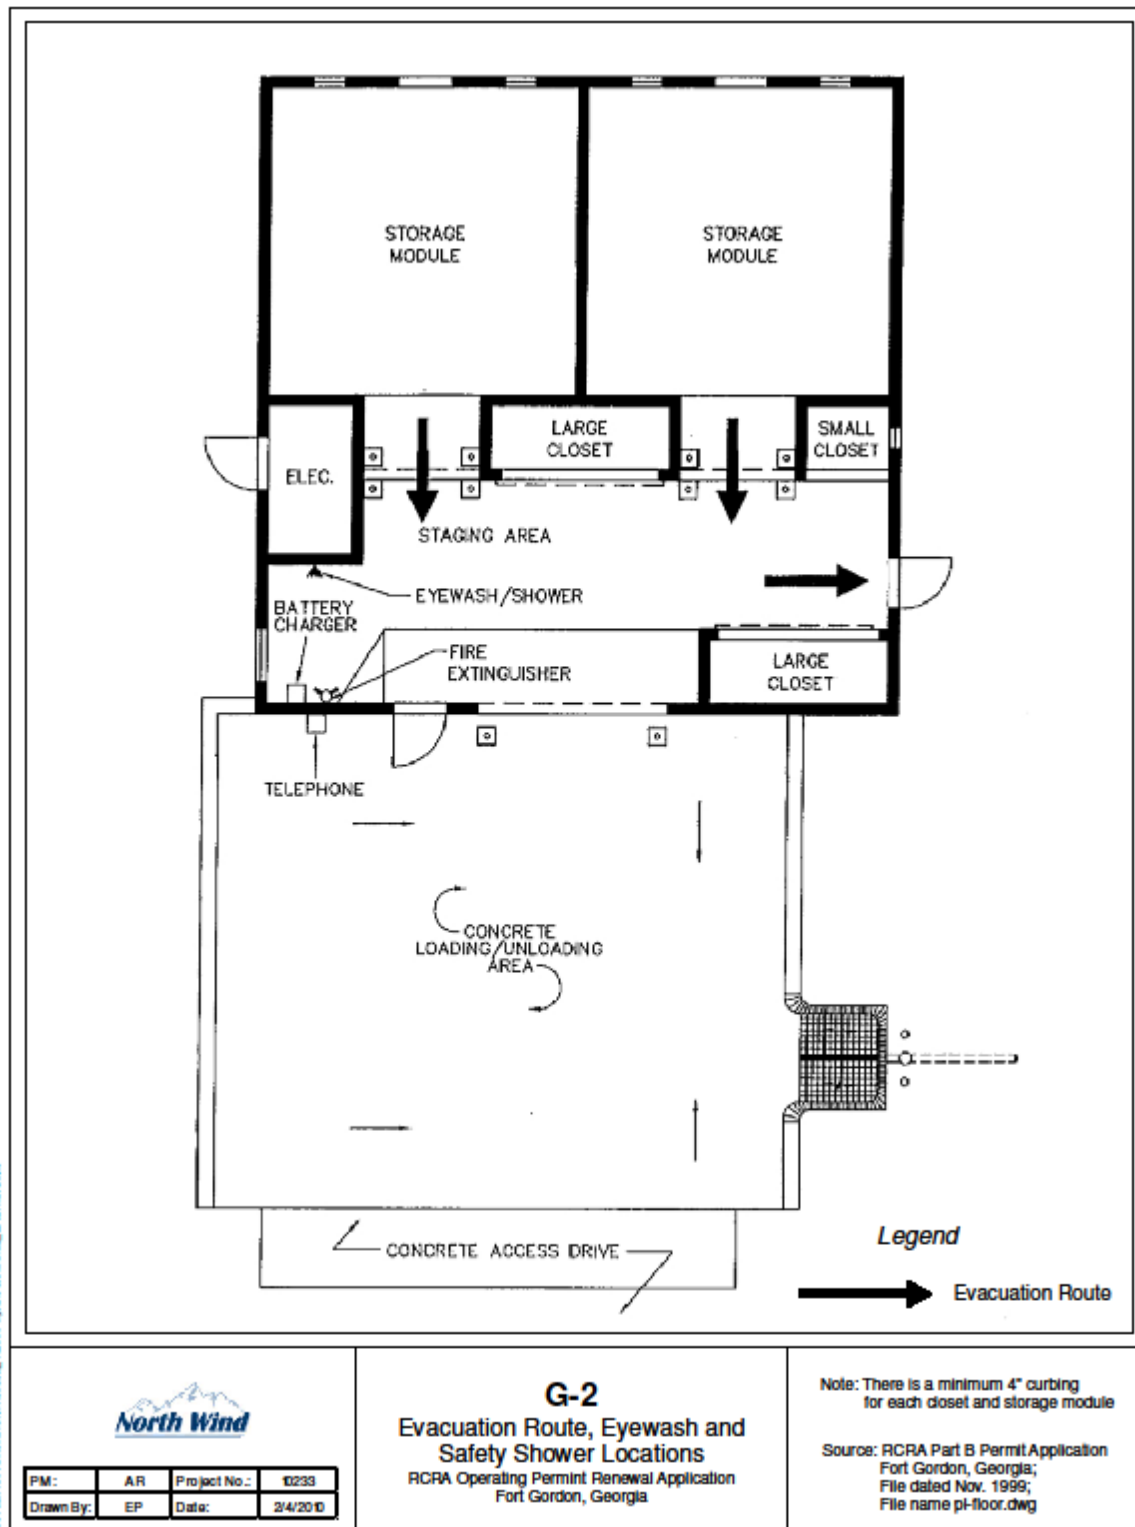 STORAGE
MODULE
STORAGE
MODULE
LARGE
CLOSET
SMALL
CLOSET
ELEC.
STAGING AREA
EYEWASH/SHOWER
BATTERY
CHARGER
FIRE
EXTINGUISHER
LARGE
CLOSET
TELEPHONE
CONCRETE
LOADING/UNLOADING
AREA
CONCRETE ACCESS DRIVE
Legend
Evacuation Route
North Wind
PM: AR Project No.: 10233
Drawn By: EP Date: 2/4/2010
G-2
Evacuation Route, Eyewash and
Safety Shower Locations
RCRA Operating Permint Renewal Application
Fort Gordon, Georgia
Note: There is a minimum 4" curbing
for each closet and storage module
Source: RCRA Part B Permit Application
Fort Gordon, Georgia;
File dated Nov. 1999;
File name pl-floor.dwg